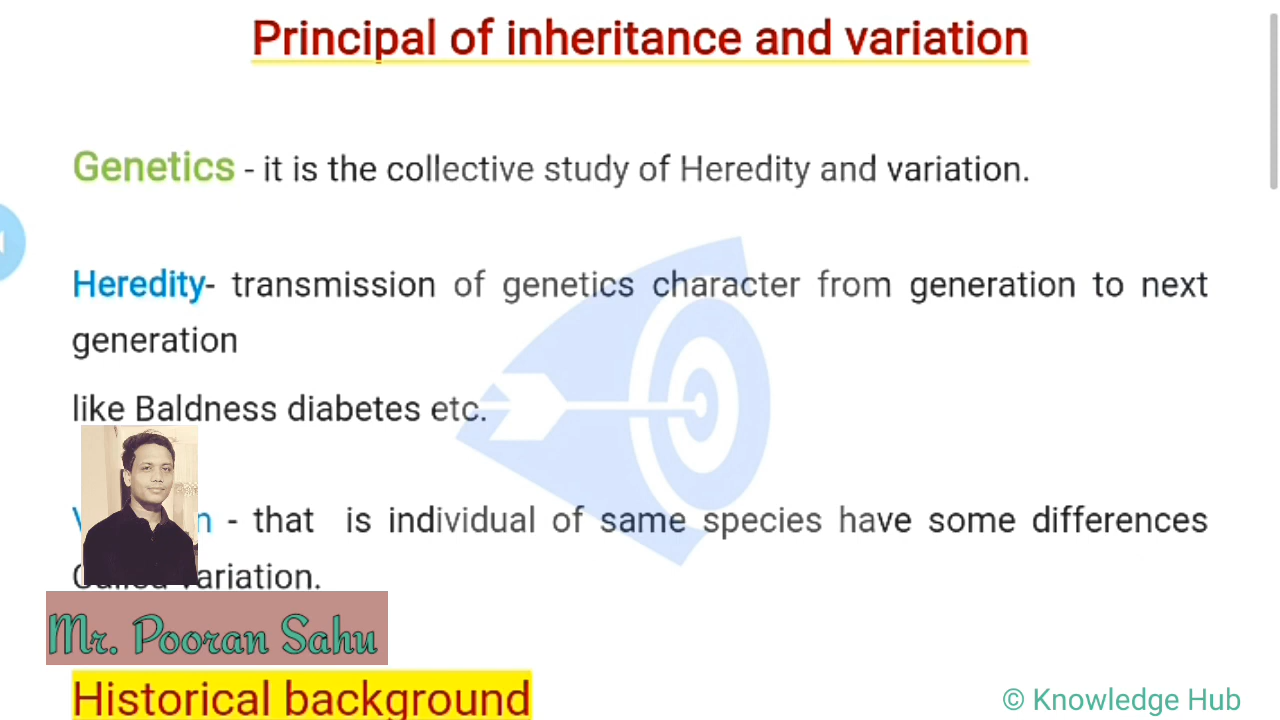 Principal of inheritance and variation
Genetics - it is the collective study of Heredity and variation.
Heredity- transmission of genetics character from generation to next
generation
like Baldness diabetes etc.
- that is individual of same species have some differences
variation.
Mr. Pooran Sahu
Historical background
© Knowledge Hub